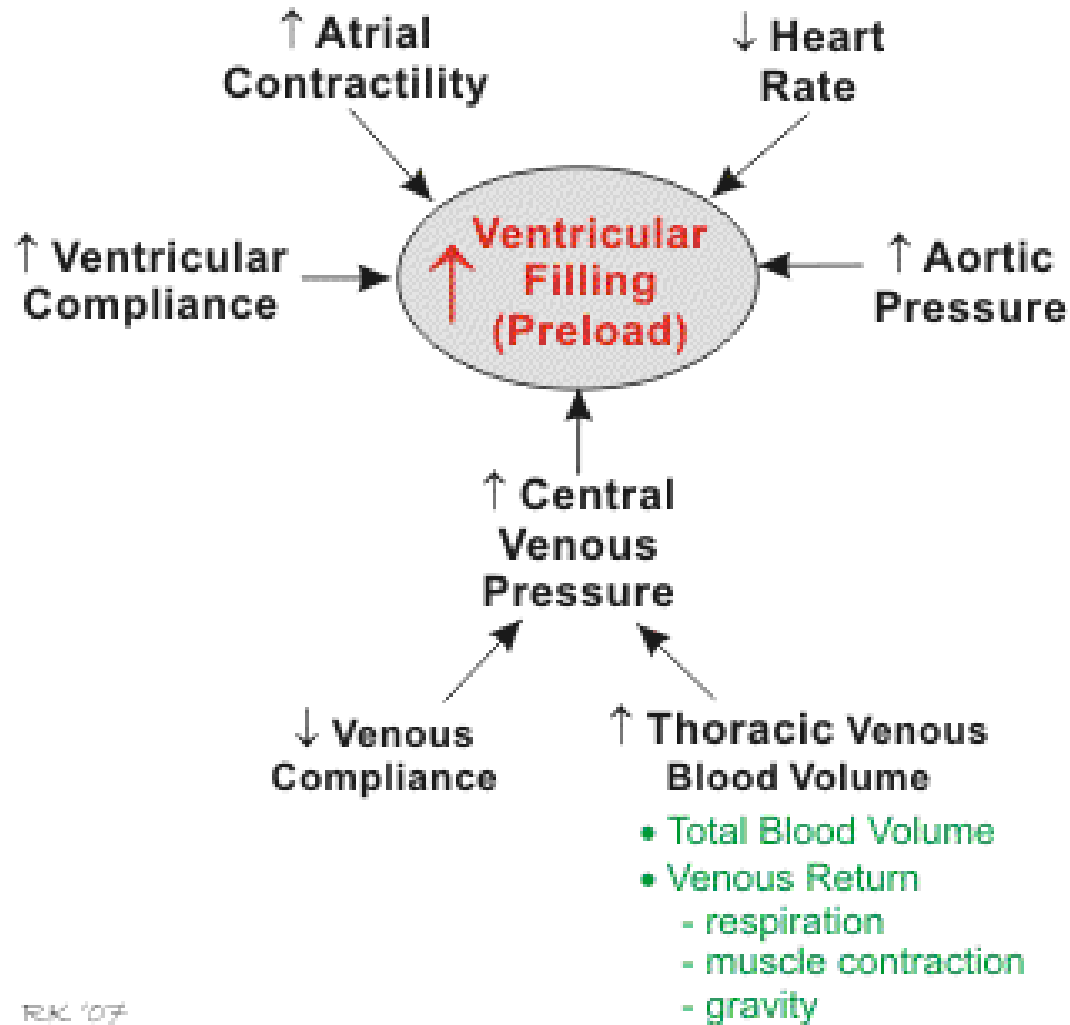 ↑ Atrial
Contractility
↓ Heart
Rate
↑ Ventricular
Compliance
↑ Ventricular
Filling
(Preload)
↑ Aortic
Pressure
↑ Central
Venous
Pressure
↓ Venous
Compliance
↑ Thoracic Venous
Blood Volume
• Total Blood Volume
• Venous Return
- respiration
- muscle contraction
- gravity
RK '07